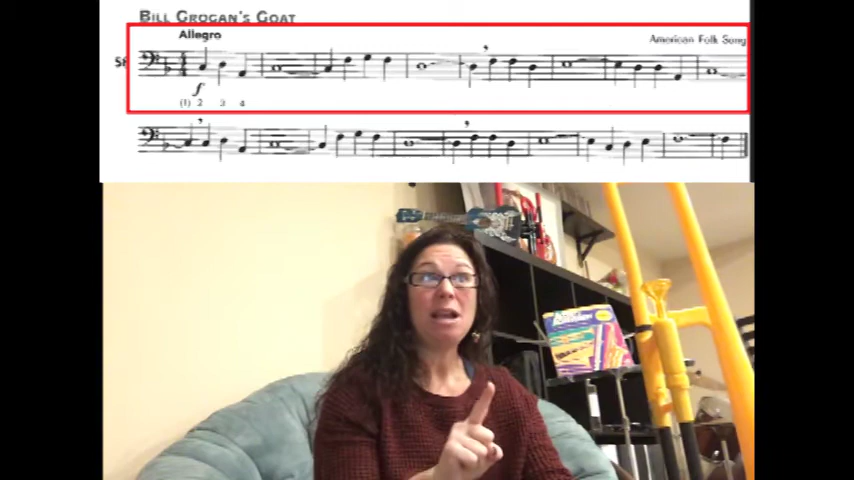 BILL GROGAN'S GOAT
Allegro
American Folk Song
f
(1) 2 3 4